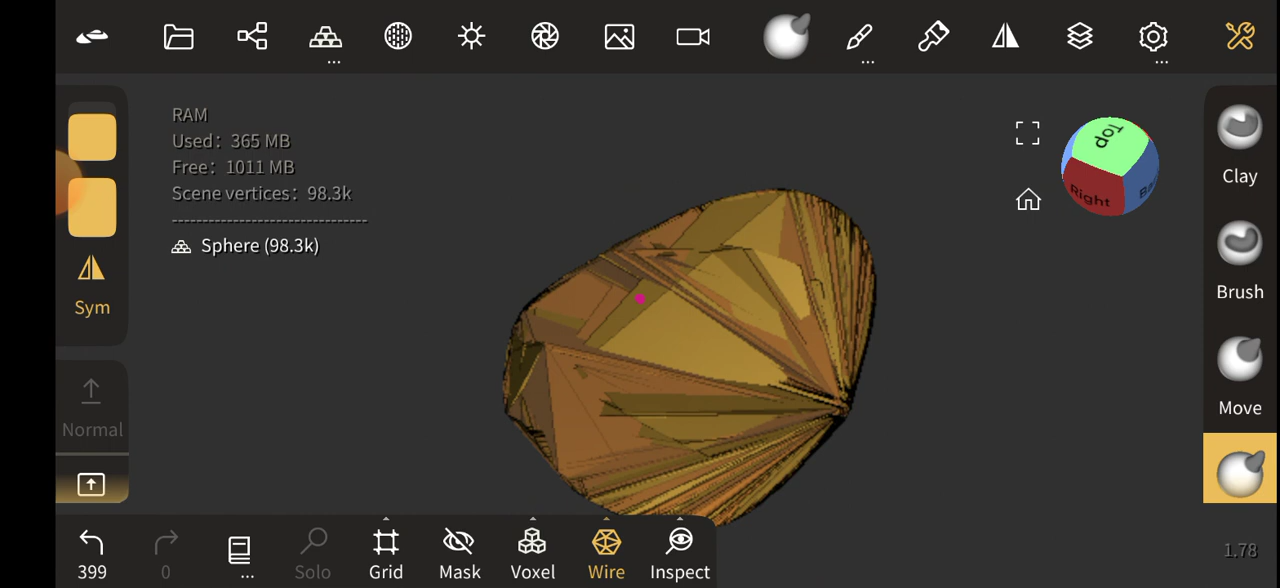 RAM
Used: 365 MB
Free: 1011 MB
Scene vertices: 98.3k
--------------------------------
Sphere (98.3k)
Top
Right
Ba
Sym
Normal
Clay
Brush
Move
399
0
...
Solo
Grid
Mask
Voxel
Wire
Inspect
1.78